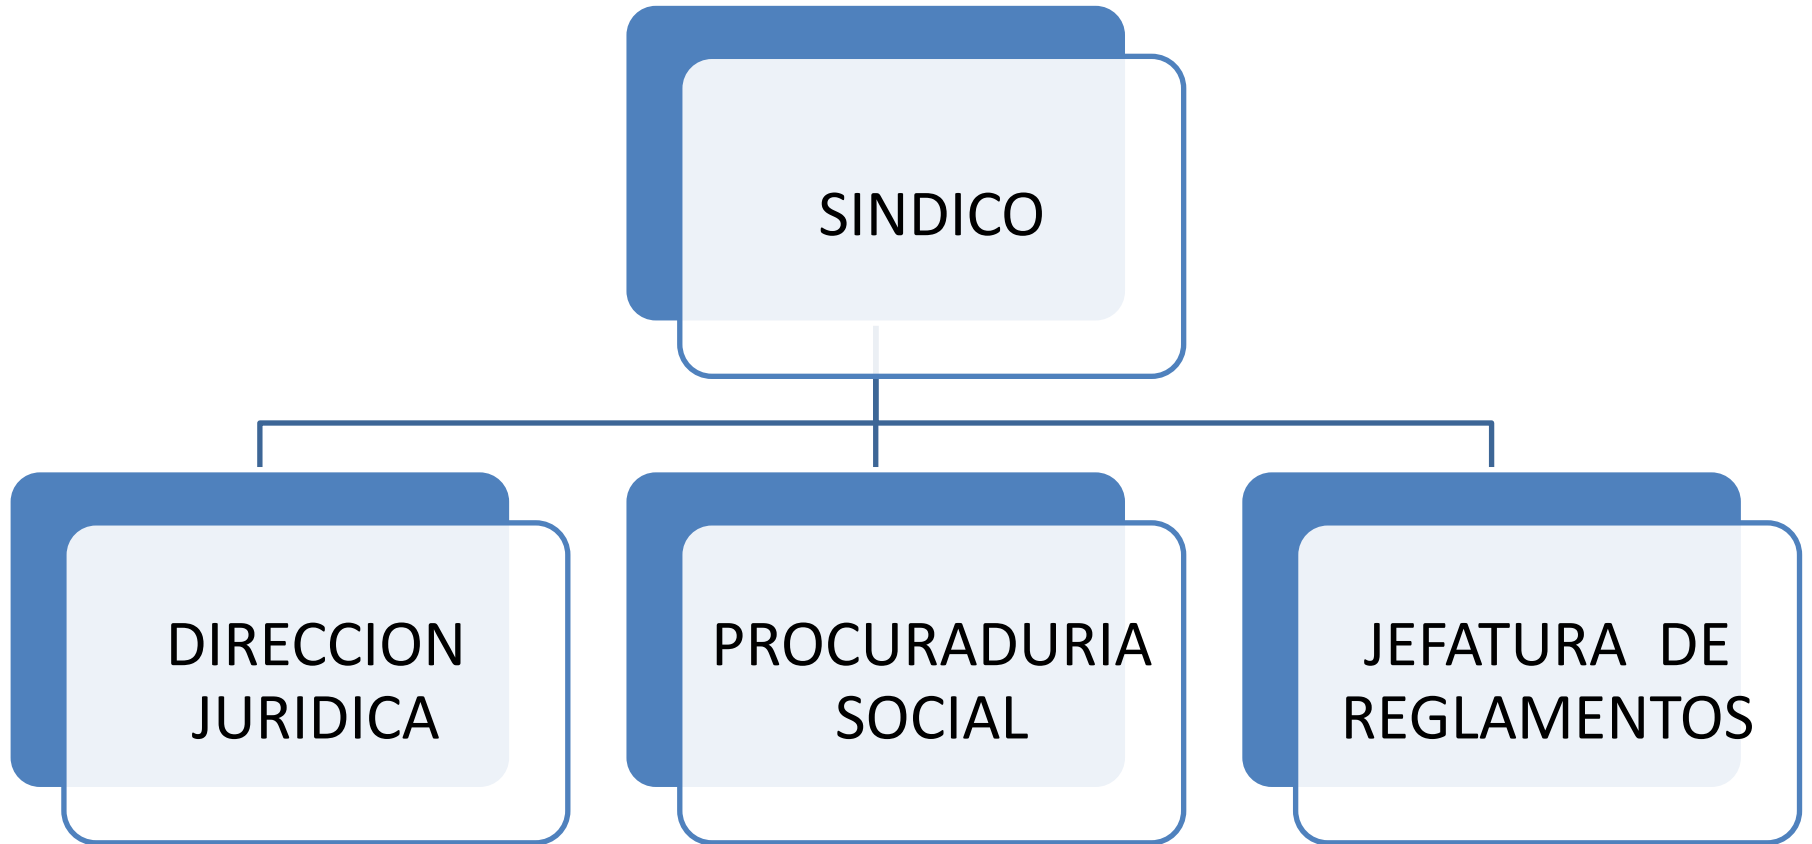 SINDICO
DIRECCION
JURIDICA
PROCURADURIA
SOCIAL
JEFATURA  DE
REGLAMENTOS